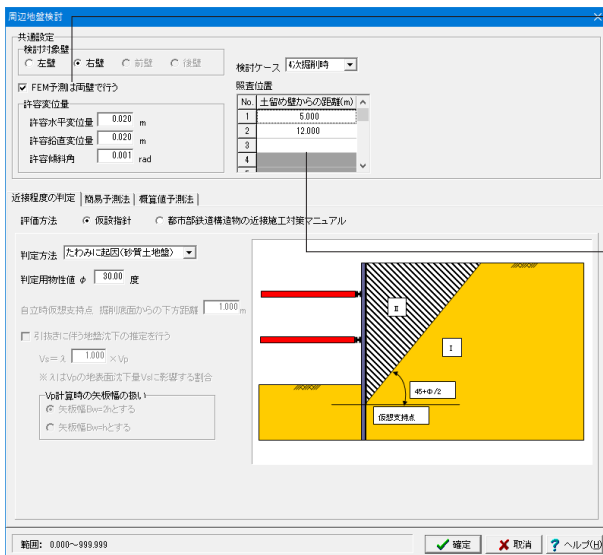 周辺地盤検討
共通設定
検討対象壁
左壁 右壁 前壁 後壁
検討ケース 4次掘削時
FEM予測は両壁で行う
照査位置
No. 土留め壁からの距離(m)
1 5.000
2 12.000
3
4
許容変位量
許容水平変位量 0.020 m
許容鉛直変位量 0.020 m
許容傾斜角 0.001 rad
近接程度の判定 簡易予測法 概算値予測法
評価方法 仮設指針 都市部鉄道構造物の近接施工対策マニュアル
判定方法 たわみに起因(砂質土地盤)
判定用物性値 φ 30.00 度
自立時仮想支持点 掘削底面からの下方距離 1.000 m
引抜きに伴う地盤沈下の推定を行う
Vs=λ 1.000 ×Vp
※λはVpの地表面沈下量Vsに影響する割合
Vp計算時の矢板幅の扱い
矢板幅Bw=2hとする
矢板幅Bw=hとする
II
I
45+Φ/2
仮想支持点
範囲: 0.000～999.999
確定 取消 ヘルプ(H)